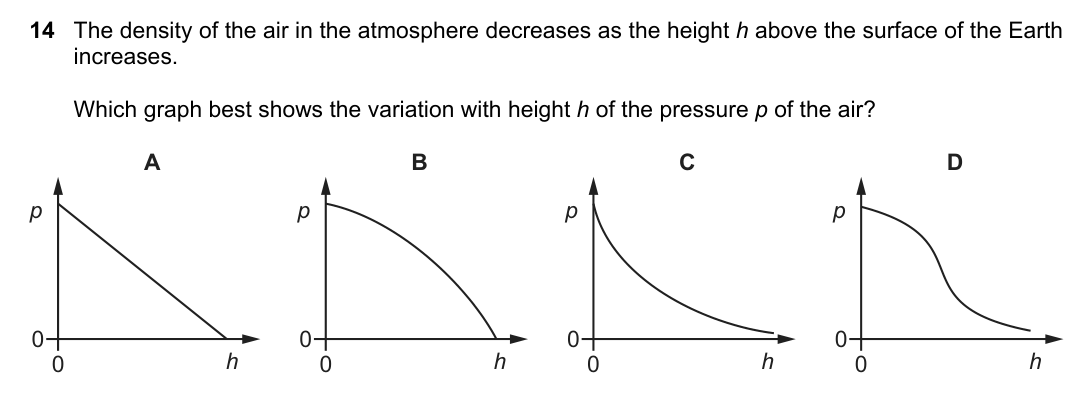 14 The density of the air in the atmosphere decreases as the height h above the surface of the Earth
increases.
Which graph best shows the variation with height h of the pressure p of the air?
A B C D
p p p p
0 0 0 0
0 h 0 h 0 h 0 h